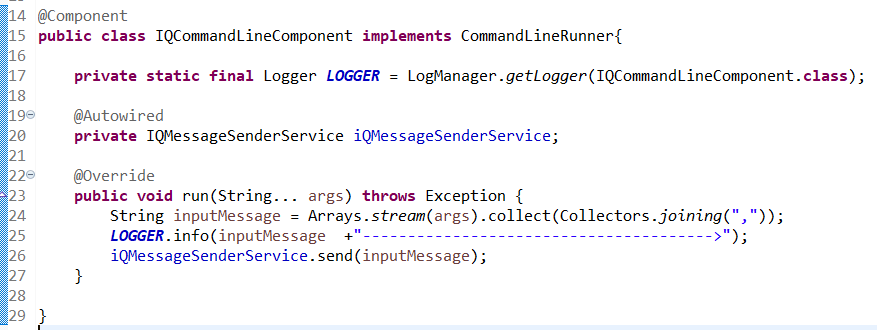 14 @Component
15 public class IQCommandLineComponent implements CommandLineRunner{
16
17     private static final Logger LOGGER = LogManager.getLogger(IQCommandLineComponent.class);
18
19     @Autowired
20     private IQMessageSenderService iQMessageSenderService;
21
22     @Override
23     public void run(String... args) throws Exception {
24         String inputMessage = Arrays.stream(args).collect(Collectors.joining(","));
25         LOGGER.info(inputMessage  +"--------------------------------------->");
26         iQMessageSenderService.send(inputMessage);
27     }
28
29 }